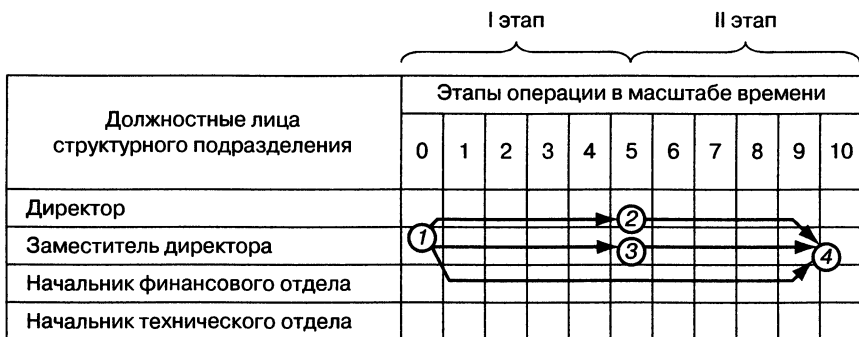 I этап II этап
Должностные лица
структурного подразделения
Этапы операции в масштабе времени
0 1 2 3 4 5 6 7 8 9 10
Директор
Заместитель директора
Начальник финансового отдела
Начальник технического отдела
1
2
3
4